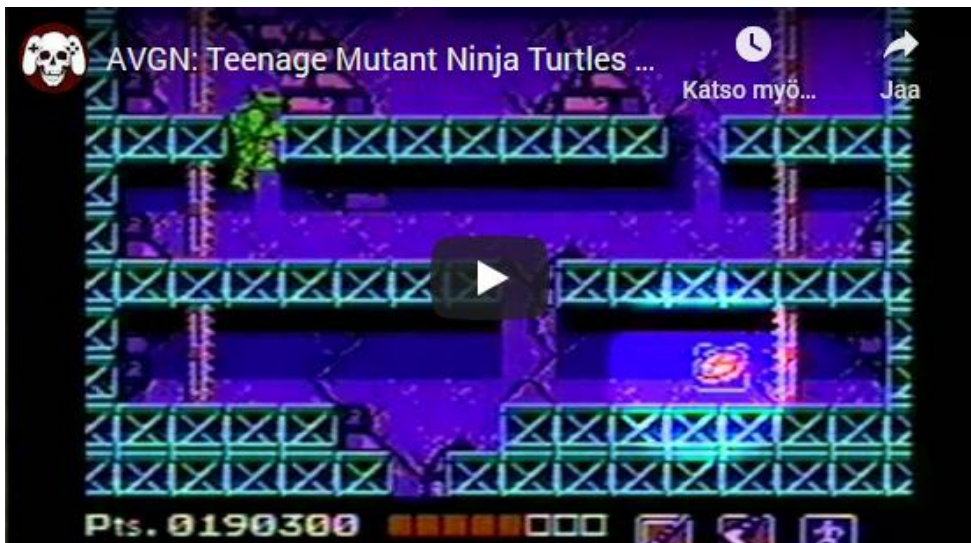 AVGN: Teenage Mutant Ninja Turtles ...
Katso myö...
Jaa
Pts. 0190300